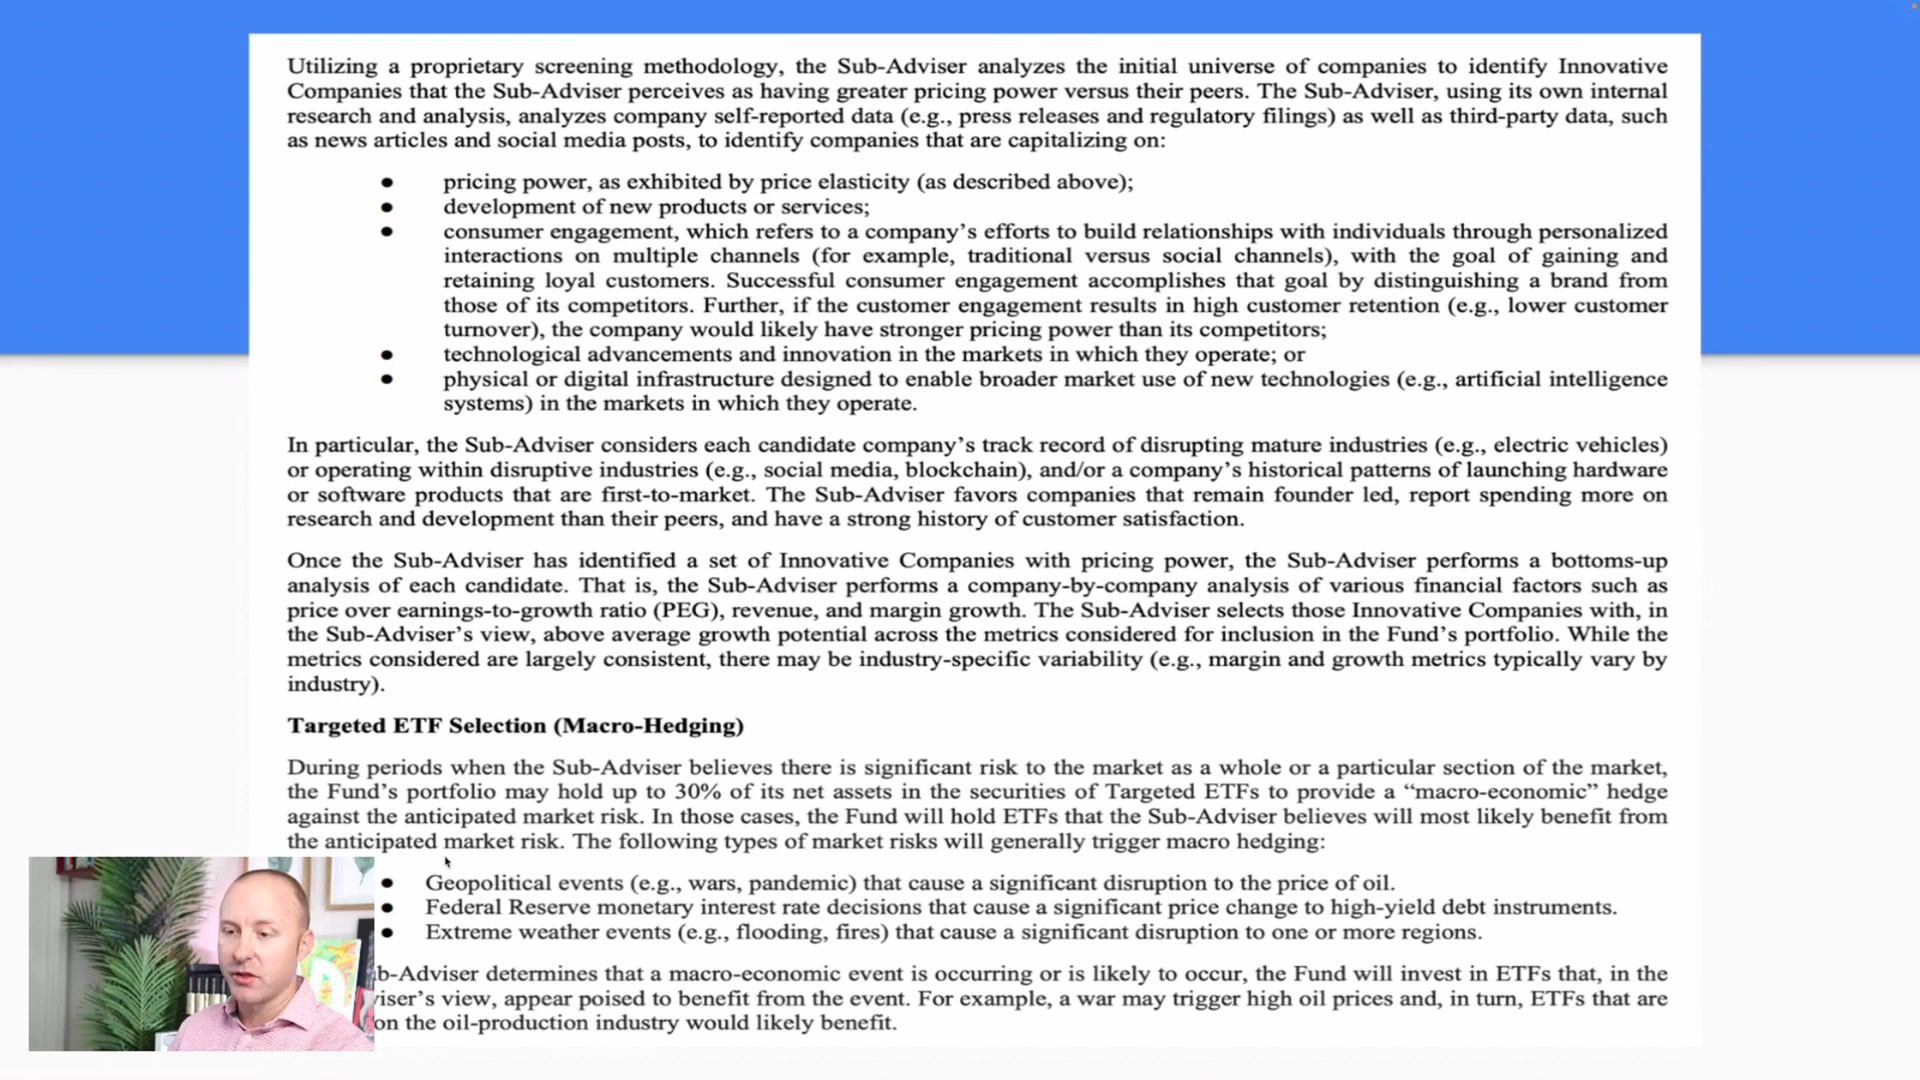 Utilizing a proprietary screening methodology, the Sub-Adviser analyzes the initial universe of companies to identify Innovative
Companies that the Sub-Adviser perceives as having greater pricing power versus their peers. The Sub-Adviser, using its own internal
research and analysis, analyzes company self-reported data (e.g., press releases and regulatory filings) as well as third-party data, such
as news articles and social media posts, to identify companies that are capitalizing on:
● pricing power, as exhibited by price elasticity (as described above);
● development of new products or services;
● consumer engagement, which refers to a company's efforts to build relationships with individuals through personalized
interactions on multiple channels (for example, traditional versus social channels), with the goal of gaining and
retaining loyal customers. Successful consumer engagement accomplishes that goal by distinguishing a brand from
those of its competitors. Further, if the customer engagement results in high customer retention (e.g., lower customer
turnover), the company would likely have stronger pricing power than its competitors;
● technological advancements and innovation in the markets in which they operate; or
● physical or digital infrastructure designed to enable broader market use of new technologies (e.g., artificial intelligence
systems) in the markets in which they operate.
In particular, the Sub-Adviser considers each candidate company's track record of disrupting mature industries (e.g., electric vehicles)
or operating within disruptive industries (e.g., social media, blockchain), and/or a company's historical patterns of launching hardware
or software products that are first-to-market. The Sub-Adviser favors companies that remain founder led, report spending more on
research and development than their peers, and have a strong history of customer satisfaction.
Once the Sub-Adviser has identified a set of Innovative Companies with pricing power, the Sub-Adviser performs a bottoms-up
analysis of each candidate. That is, the Sub-Adviser performs a company-by-company analysis of various financial factors such as
price over earnings-to-growth ratio (PEG), revenue, and margin growth. The Sub-Adviser selects those Innovative Companies with, in
the Sub-Adviser's view, above average growth potential across the metrics considered for inclusion in the Fund's portfolio. While the
metrics considered are largely consistent, there may be industry-specific variability (e.g., margin and growth metrics typically vary by
industry).
Targeted ETF Selection (Macro-Hedging)
During periods when the Sub-Adviser believes there is significant risk to the market as a whole or a particular section of the market,
the Fund's portfolio may hold up to 30% of its net assets in the securities of Targeted ETFs to provide a “macro-economic” hedge
against the anticipated market risk. In those cases, the Fund will hold ETFs that the Sub-Adviser believes will most likely benefit from
the anticipated market risk. The following types of market risks will generally trigger macro hedging:
● Geopolitical events (e.g., wars, pandemic) that cause a significant disruption to the price of oil.
● Federal Reserve monetary interest rate decisions that cause a significant price change to high-yield debt instruments.
● Extreme weather events (e.g., flooding, fires) that cause a significant disruption to one or more regions.
b-Adviser determines that a macro-economic event is occurring or is likely to occur, the Fund will invest in ETFs that, in the
iser's view, appear poised to benefit from the event. For example, a war may trigger high oil prices and, in turn, ETFs that are
on the oil-production industry would likely benefit.